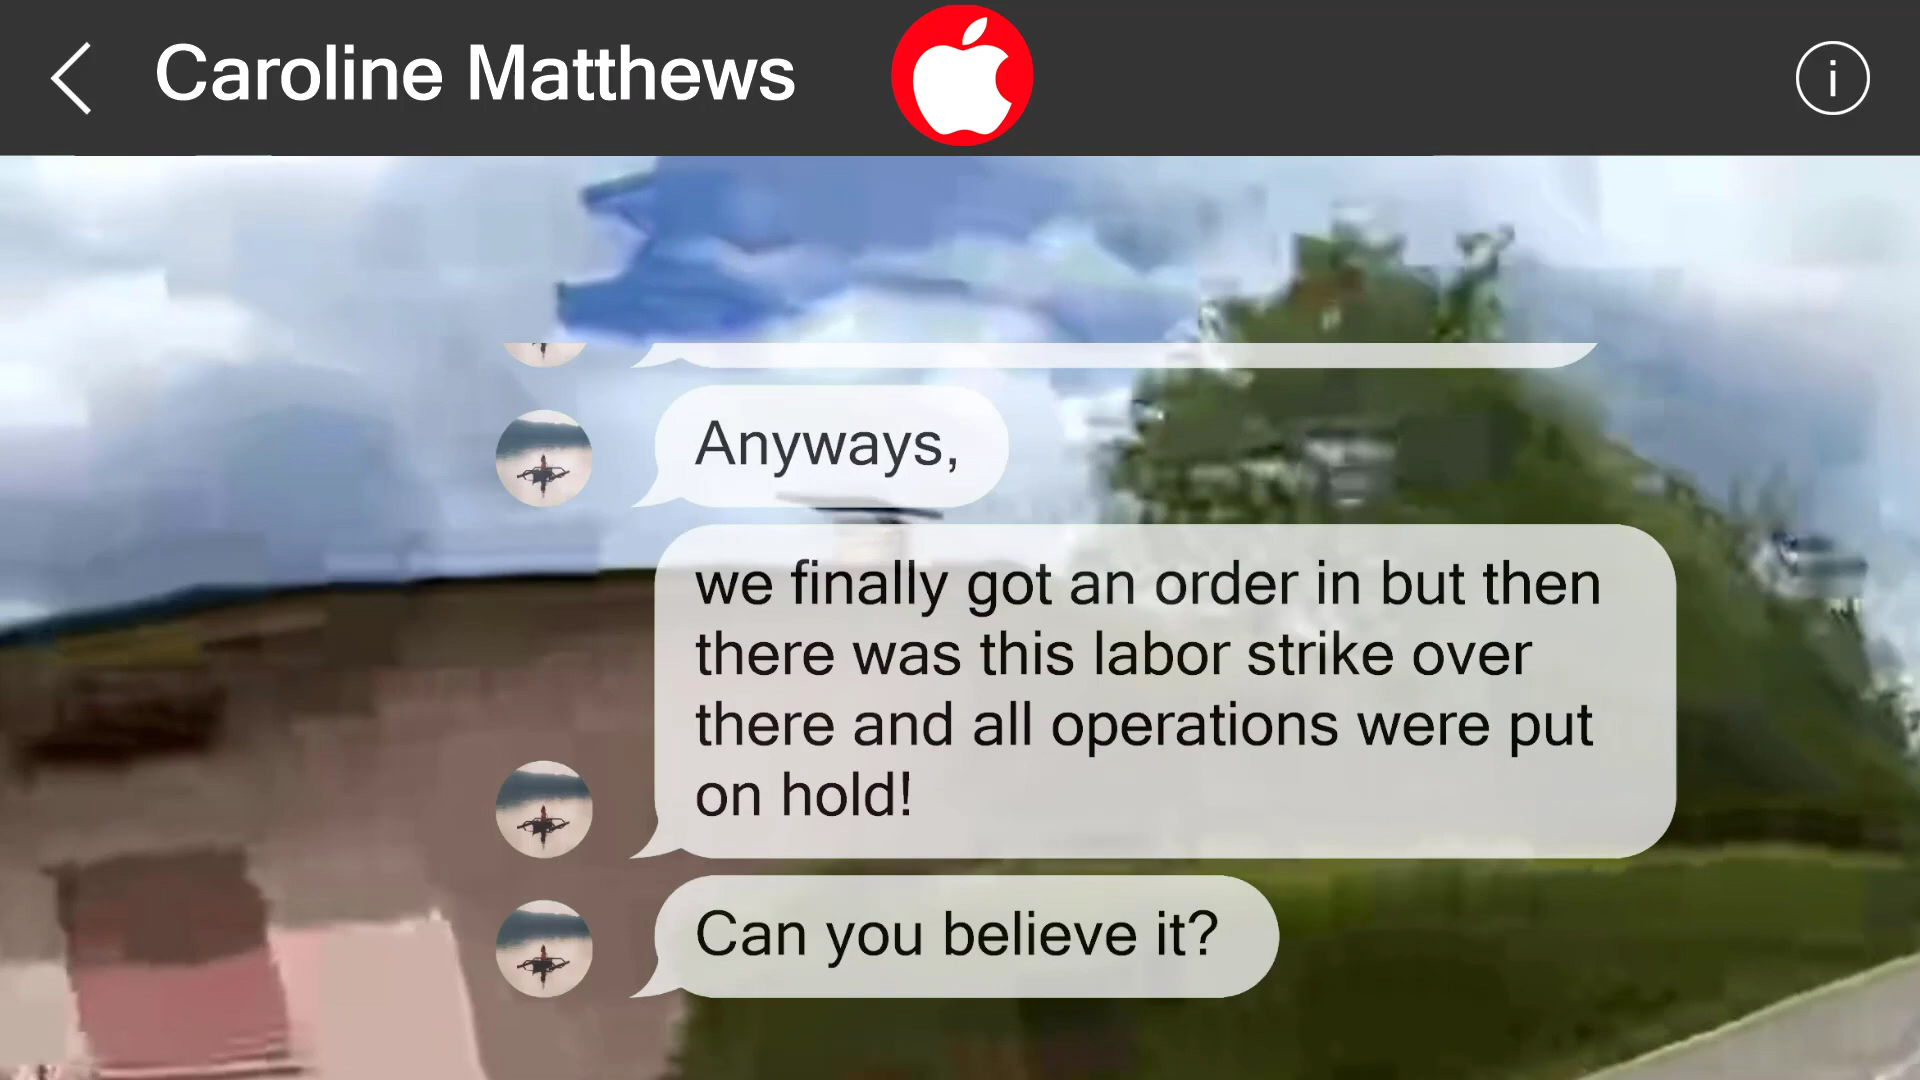 Caroline Matthews
Anyways,
we finally got an order in but then
there was this labor strike over
there and all operations were put
on hold!
Can you believe it?